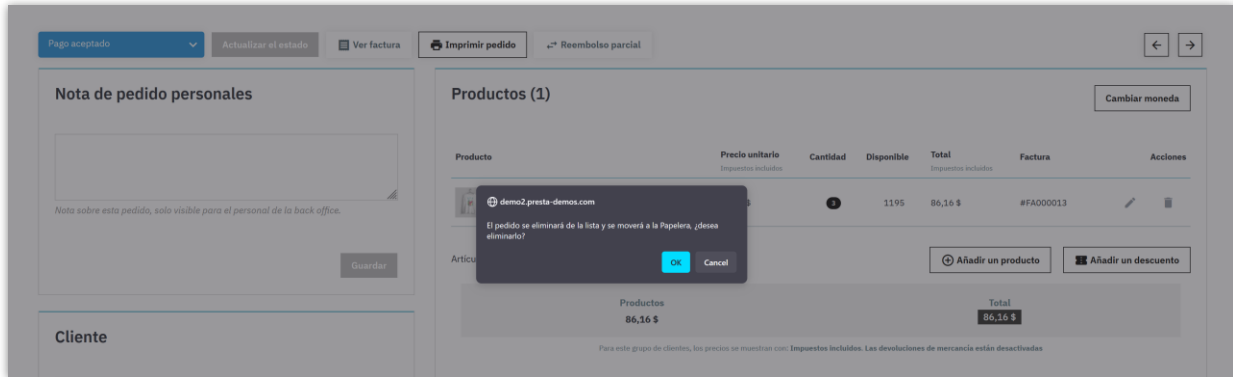 Pago aceptado
Actualizar el estado
Ver factura
Imprimir pedido
Reembolso parcial
Nota de pedido personales
Nota sobre esta pedido, solo visible para el personal de la back office.
Guardar
Cliente
Productos (1)
Cambiar moneda
Producto
Precio unitario
Impuestos incluidos
Cantidad
Disponible
Total
Impuestos incluidos
Factura
Acciones
3
1195
86,16 $
#FA000013
demo2.presta-demos.com
El pedido se eliminará de la lista y se moverá a la Papelera, ¿desea
eliminarlo?
OK
Cancel
Añadir un producto
Añadir un descuento
Productos
86,16 $
Total
86,16 $
Para este grupo de clientes, los precios se muestran con: Impuestos incluidos. Las devoluciones de mercancía están desactivadas